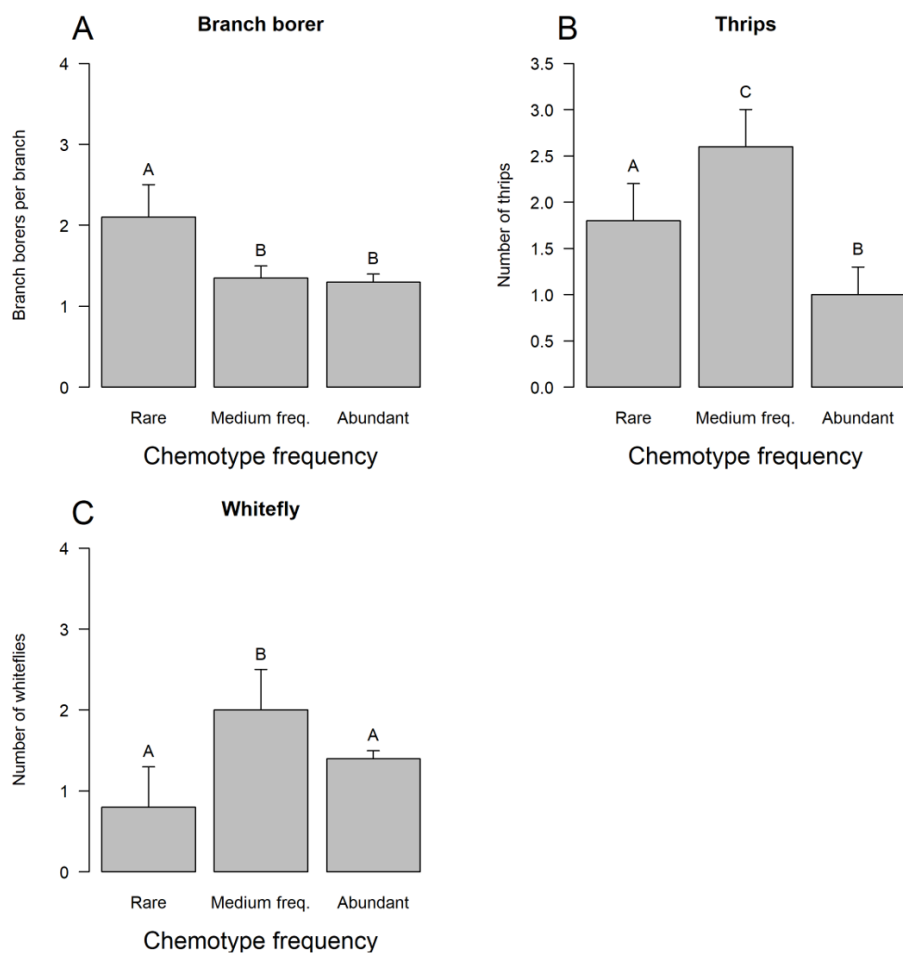 A
Branch borer
Branch borers per branch
4
3
2
1
0
A
B
B
Rare
Medium freq.
Abundant
Chemotype frequency
B
Thrips
Number of thrips
3.5
3.0
2.5
2.0
1.5
1.0
0.5
0.0
A
C
B
Rare
Medium freq.
Abundant
Chemotype frequency
C
Whitefly
Number of whiteflies
4
3
2
1
0
A
B
A
Rare
Medium freq.
Abundant
Chemotype frequency